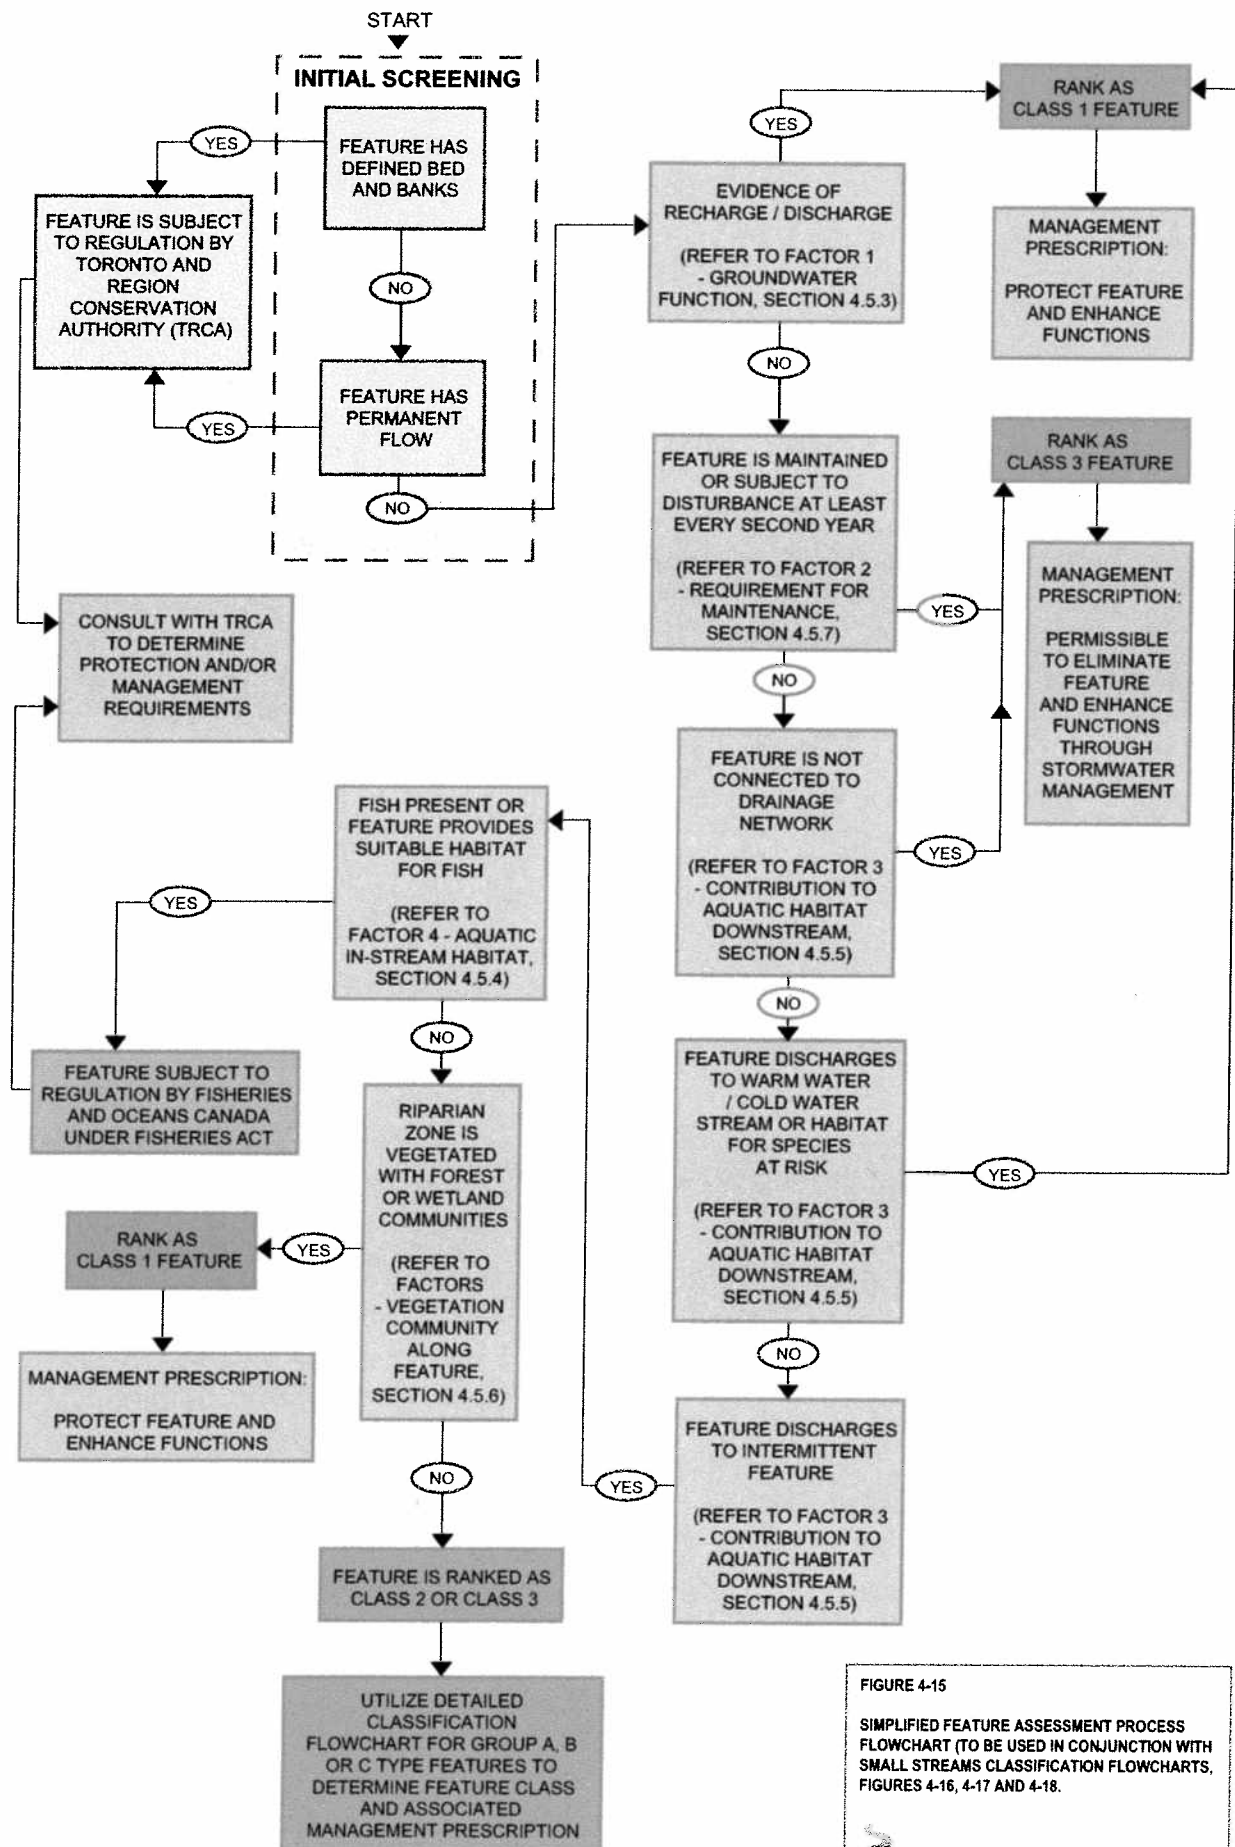 START
INITIAL SCREENING
FEATURE HAS
DEFINED BED
AND BANKS
YES
FEATURE IS SUBJECT
TO REGULATION BY
TORONTO AND
REGION
CONSERVATION
AUTHORITY (TRCA)
NO
FEATURE HAS
PERMANENT
FLOW
YES
NO
CONSULT WITH TRCA
TO DETERMINE
PROTECTION AND/OR
MANAGEMENT
REQUIREMENTS
EVIDENCE OF
RECHARGE / DISCHARGE
(REFER TO FACTOR 1
- GROUNDWATER
FUNCTION, SECTION 4.5.3)
YES
RANK AS
CLASS 1 FEATURE
MANAGEMENT
PRESCRIPTION:
PROTECT FEATURE
AND ENHANCE
FUNCTIONS
NO
FEATURE IS MAINTAINED
OR SUBJECT TO
DISTURBANCE AT LEAST
EVERY SECOND YEAR
(REFER TO FACTOR 2
- REQUIREMENT FOR
MAINTENANCE,
SECTION 4.5.7)
YES
RANK AS
CLASS 3 FEATURE
MANAGEMENT
PRESCRIPTION:
PERMISSIBLE
TO ELIMINATE
FEATURE
AND ENHANCE
FUNCTIONS
THROUGH
STORMWATER
MANAGEMENT
NO
FEATURE IS NOT
CONNECTED TO
DRAINAGE
NETWORK
(REFER TO FACTOR 3
- CONTRIBUTION TO
AQUATIC HABITAT
DOWNSTREAM,
SECTION 4.5.5)
YES
NO
FEATURE DISCHARGES
TO WARM WATER
/ COLD WATER
STREAM OR HABITAT
FOR SPECIES
AT RISK
(REFER TO FACTOR 3
- CONTRIBUTION TO
AQUATIC HABITAT
DOWNSTREAM,
SECTION 4.5.5)
YES
NO
FEATURE DISCHARGES
TO INTERMITTENT
FEATURE
(REFER TO FACTOR 3
- CONTRIBUTION TO
AQUATIC HABITAT
DOWNSTREAM,
SECTION 4.5.5)
YES
FISH PRESENT OR
FEATURE PROVIDES
SUITABLE HABITAT
FOR FISH
(REFER TO
FACTOR 4 - AQUATIC
IN-STREAM HABITAT,
SECTION 4.5.4)
YES
FEATURE SUBJECT TO
REGULATION BY FISHERIES
AND OCEANS CANADA
UNDER FISHERIES ACT
NO
RIPARIAN
ZONE IS
VEGETATED
WITH FOREST
OR WETLAND
COMMUNITIES
(REFER TO
FACTORS
- VEGETATION
COMMUNITY
ALONG
FEATURE,
SECTION 4.5.6)
YES
RANK AS
CLASS 1 FEATURE
MANAGEMENT PRESCRIPTION:
PROTECT FEATURE AND
ENHANCE FUNCTIONS
NO
FEATURE IS RANKED AS
CLASS 2 OR CLASS 3
UTILIZE DETAILED
CLASSIFICATION
FLOWCHART FOR GROUP A, B
OR C TYPE FEATURES TO
DETERMINE FEATURE CLASS
AND ASSOCIATED
MANAGEMENT PRESCRIPTION
FIGURE 4-15
SIMPLIFIED FEATURE ASSESSMENT PROCESS
FLOWCHART (TO BE USED IN CONJUNCTION WITH
SMALL STREAMS CLASSIFICATION FLOWCHARTS,
FIGURES 4-16, 4-17 AND 4-18.